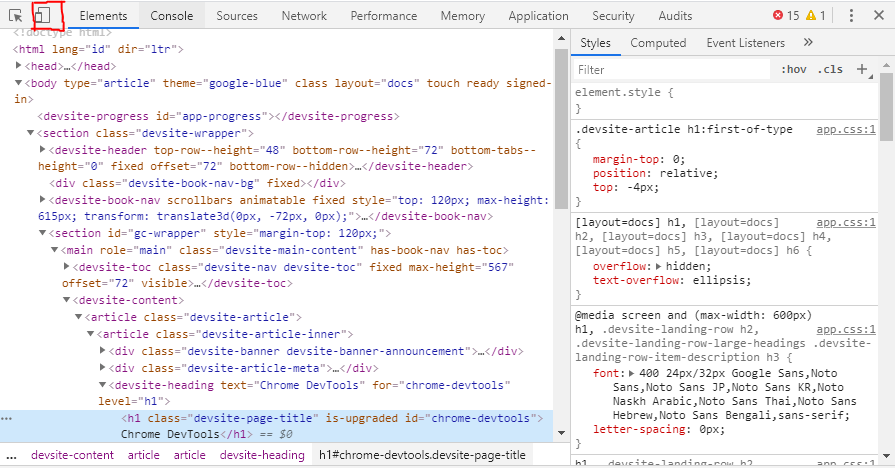 Elements Console Sources Network Performance Memory Application Security Audits 15 1
<!doctype html>
<html lang="id" dir="ltr">
<head>…</head>
<body type="article" theme="google-blue" class layout="docs" touch ready signed-
in>
<devsite-progress id="app-progress"></devsite-progress>
<section class="devsite-wrapper">
<devsite-header top-row--height="48" bottom-row--height="72" bottom-tabs--
height="0" fixed offset="72" bottom-row--hidden>…</devsite-header>
<div class="devsite-book-nav-bg" fixed></div>
<devsite-book-nav scrollbars animatable fixed style="top: 120px; max-height:
615px; transform: translate3d(0px, -72px, 0px);">…</devsite-book-nav>
<section id="gc-wrapper" style="margin-top: 120px;">
<main role="main" class="devsite-main-content" has-book-nav has-toc>
<devsite-toc class="devsite-nav devsite-toc" fixed max-height="567"
offset="72" visible>…</devsite-toc>
<devsite-content>
<article class="devsite-article">
<article class="devsite-article-inner">
<div class="devsite-banner devsite-banner-announcement">…</div>
<div class="devsite-article-meta">…</div>
<devsite-heading text="Chrome DevTools" for="chrome-devtools"
level="h1">
… <h1 class="devsite-page-title" is-upgraded id="chrome-devtools">
Chrome DevTools</h1> == $0
devsite-content article article devsite-heading h1#chrome-devtools.devsite-page-title
Styles Computed Event Listeners »
Filter :hov .cls +
element.style {
}
.devsite-article h1:first-of-type app.css:1
{
margin-top: 0;
position: relative;
top: -4px;
}
[layout=docs] h1, [layout=docs] app.css:1
h2, [layout=docs] h3, [layout=docs] h4,
[layout=docs] h5, [layout=docs] h6 {
overflow: hidden;
text-overflow: ellipsis;
}
@media screen and (max-width: 600px)
h1, .devsite-landing-row h2, app.css:1
.devsite-landing-row-large-headings .devsite-
landing-row-item-description h3 {
font: 400 24px/32px Google Sans,Noto
Sans,Noto Sans JP,Noto Sans KR,Noto
Naskh Arabic,Noto Sans Thai,Noto Sans
Hebrew,Noto Sans Bengali,sans-serif;
letter-spacing: 0px;
}
h1, .devsite-landing-row h2, app.css:1